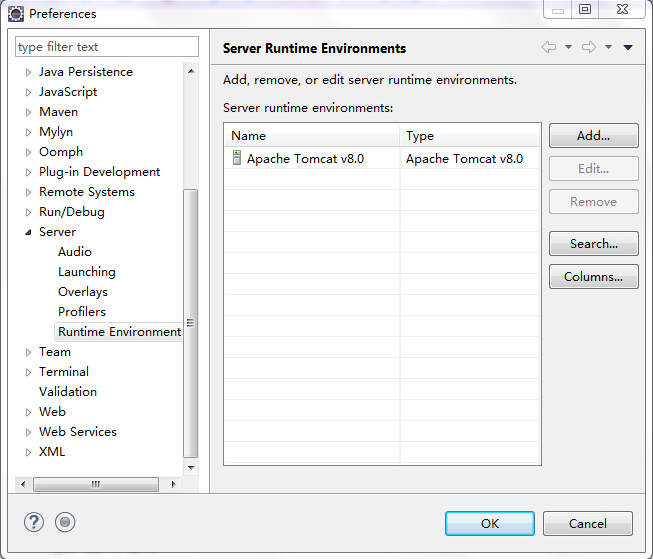 Preferences
type filter text
Java Persistence
JavaScript
Maven
Mylyn
Oomph
Plug-in Development
Remote Systems
Run/Debug
Server
Audio
Launching
Overlays
Profilers
Runtime Environment
Team
Terminal
Validation
Web
Web Services
XML
Server Runtime Environments
Add, remove, or edit server runtime environments.
Server runtime environments:
Name Type
Apache Tomcat v8.0 Apache Tomcat v8.0
Add...
Edit...
Remove
Search...
Columns...
OK Cancel